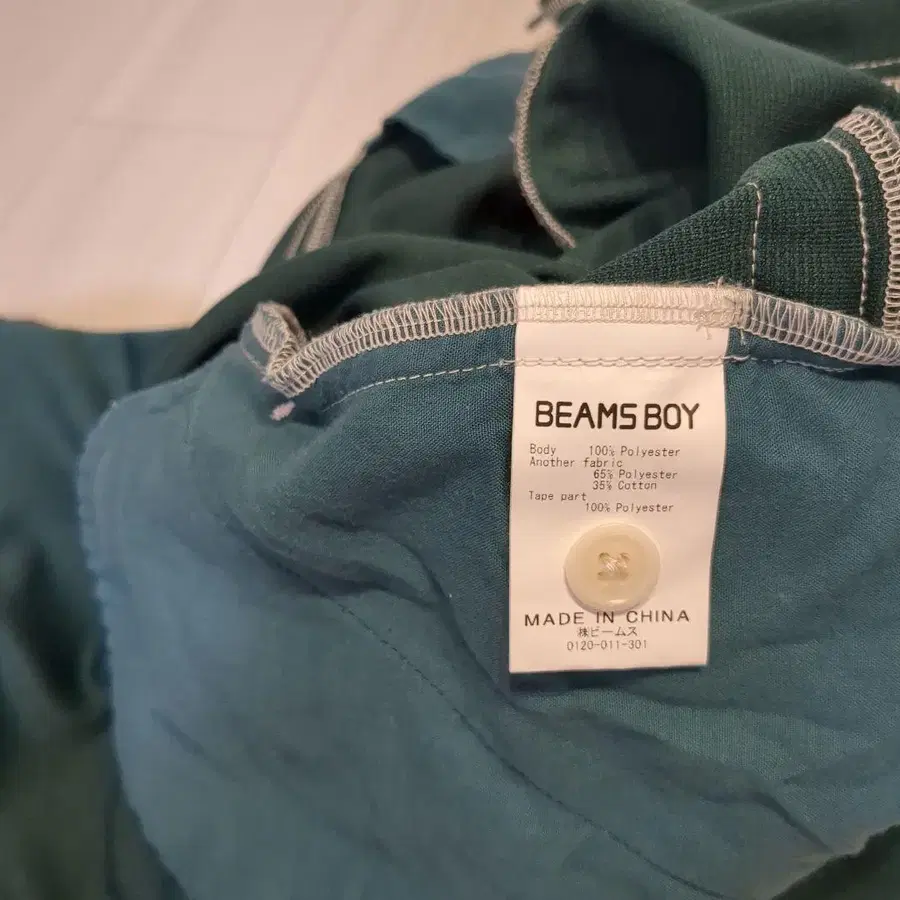 BEAMS BOY
Body 100% Polyester
Another fabric
65% Polyester
35% Cotton
Tape part
100% Polyester
MADE IN CHINA
㈱ビームス
0120-011-301